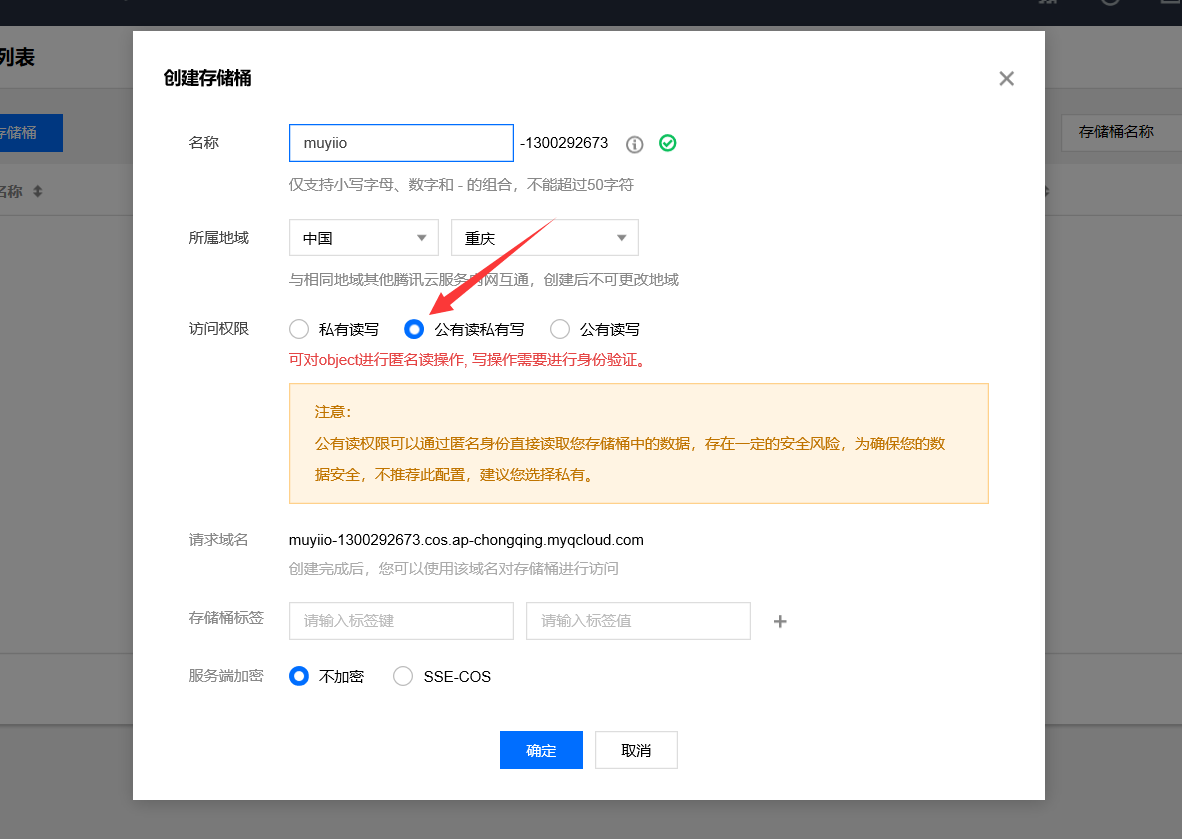 列表
创建存储桶
存储桶
存储桶名称
名称
名称 muyiio -1300292673
仅支持小写字母、数字和 - 的组合，不能超过50字符
所属地域 中国 重庆
与相同地域其他腾讯云服务内网互通，创建后不可更改地域
访问权限 私有读写 公有读私有写 公有读写
可对object进行匿名读操作, 写操作需要进行身份验证。
注意：
公有读权限可以通过匿名身份直接读取您存储桶中的数据，存在一定的安全风险，为确保您的数
据安全，不推荐此配置，建议您选择私有。
请求域名 muyiio-1300292673.cos.ap-chongqing.myqcloud.com
创建完成后，您可以使用该域名对存储桶进行访问
存储桶标签 请输入标签键 请输入标签值 +
服务端加密 不加密 SSE-COS
确定 取消